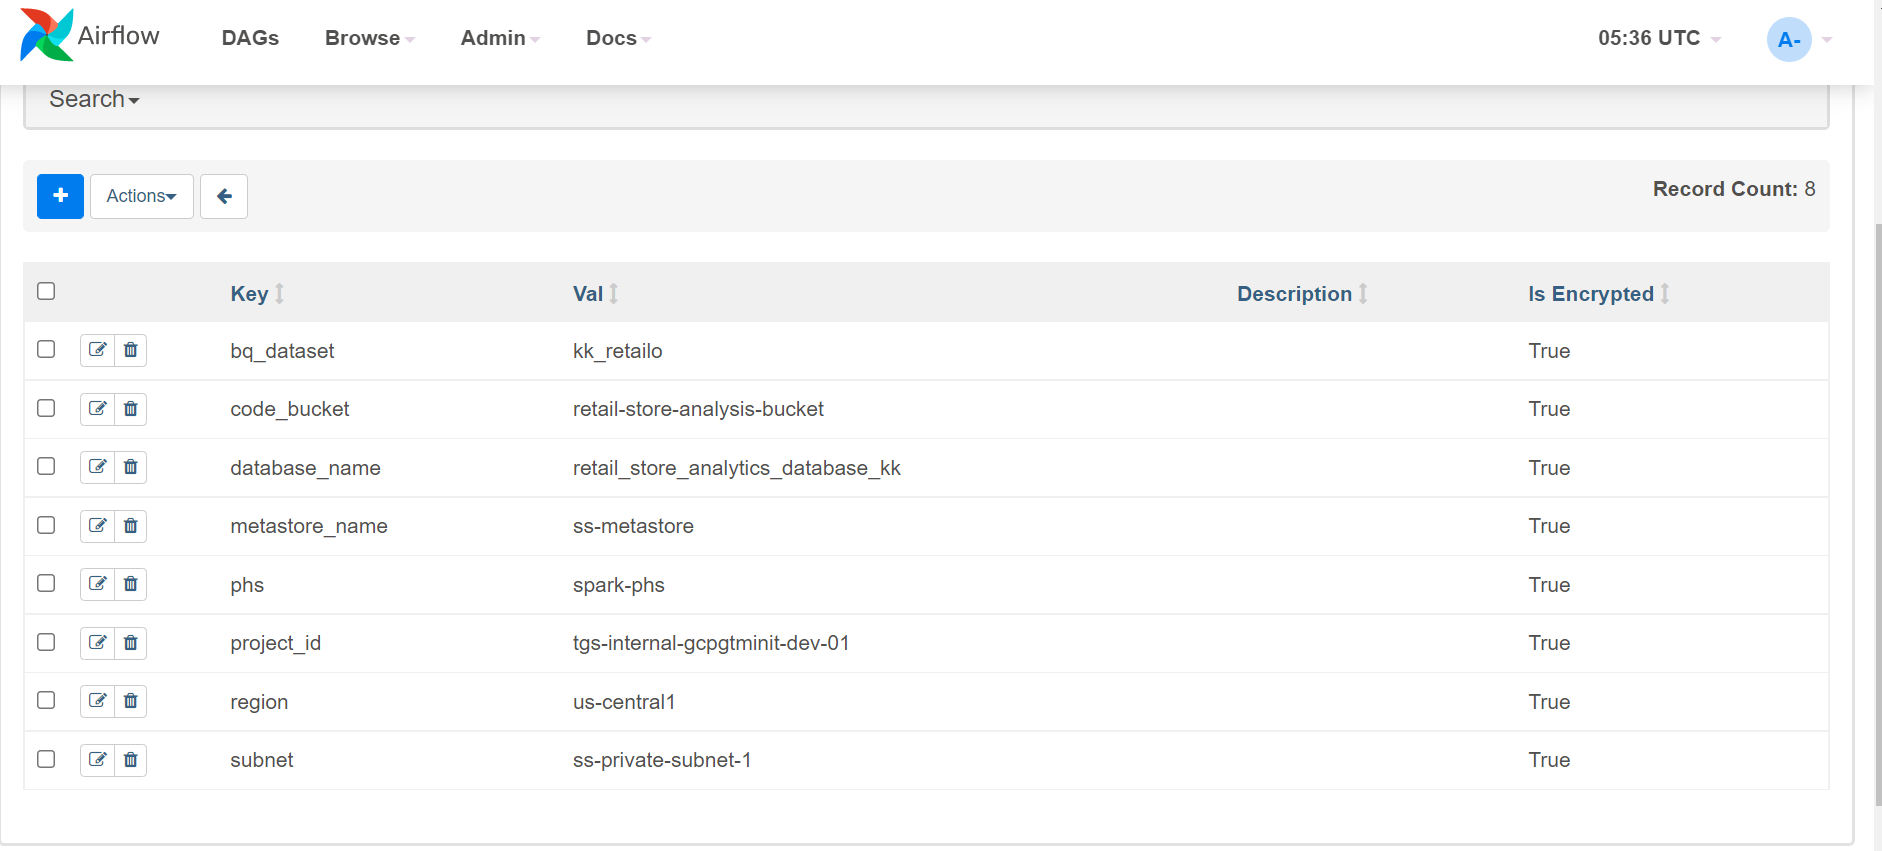 Airflow DAGs Browse Admin Docs 05:36 UTC A-
Search
+ Actions Record Count: 8
Key Val Description Is Encrypted
bq_dataset kk_retailo True
code_bucket retail-store-analysis-bucket True
database_name retail_store_analytics_database_kk True
metastore_name ss-metastore True
phs spark-phs True
project_id tgs-internal-gcpgtminit-dev-01 True
region us-central1 True
subnet ss-private-subnet-1 True